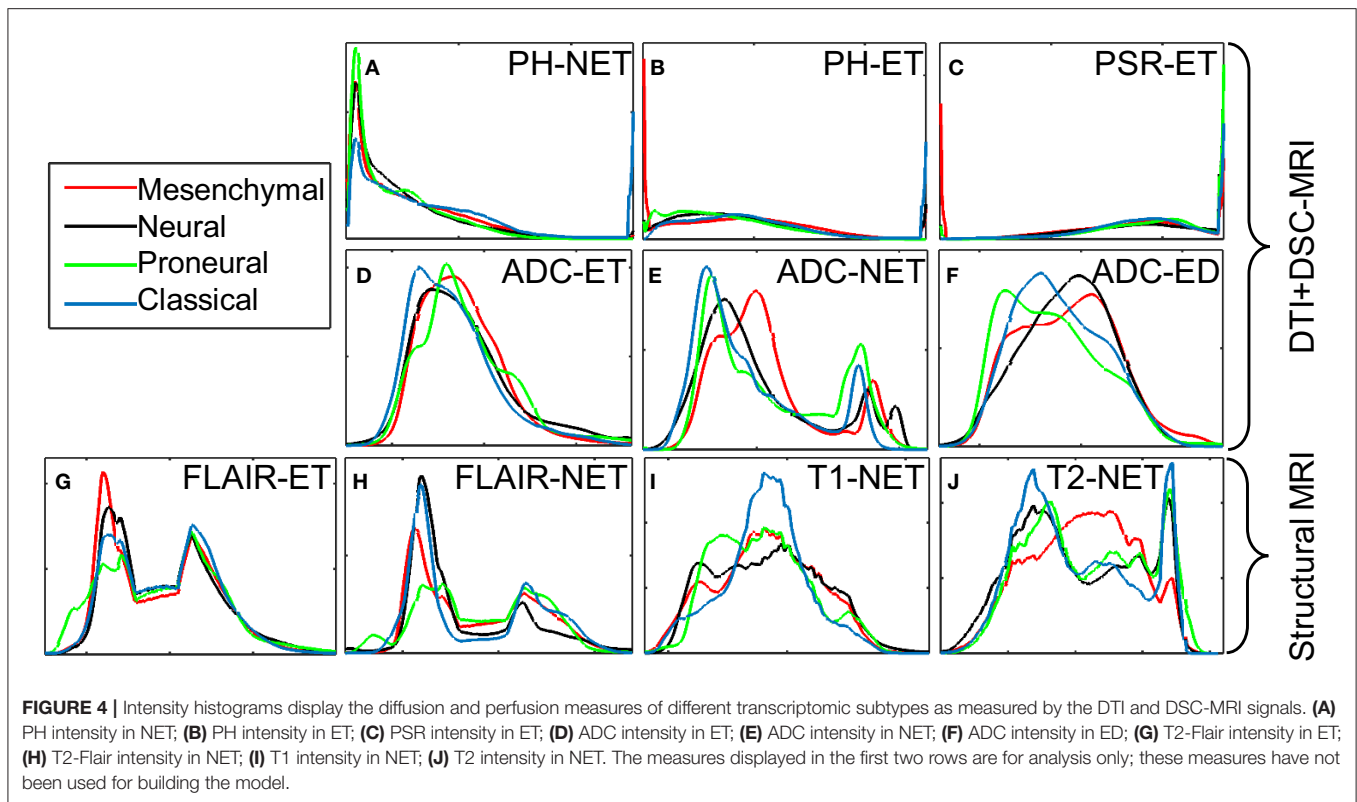 A PH-NET
B PH-ET
C PSR-ET
Mesenchymal
Neural
Proneural
Classical
D ADC-ET
E ADC-NET
F ADC-ED
DTI+DSC-MRI
G FLAIR-ET
H FLAIR-NET
I T1-NET
J T2-NET
Structural MRI
FIGURE 4 | Intensity histograms display the diffusion and perfusion measures of different transcriptomic subtypes as measured by the DTI and DSC-MRI signals. (A)
PH intensity in NET; (B) PH intensity in ET; (C) PSR intensity in ET; (D) ADC intensity in ET; (E) ADC intensity in NET; (F) ADC intensity in ED; (G) T2-Flair intensity in ET;
(H) T2-Flair intensity in NET; (I) T1 intensity in NET; (J) T2 intensity in NET. The measures displayed in the first two rows are for analysis only; these measures have not
been used for building the model.